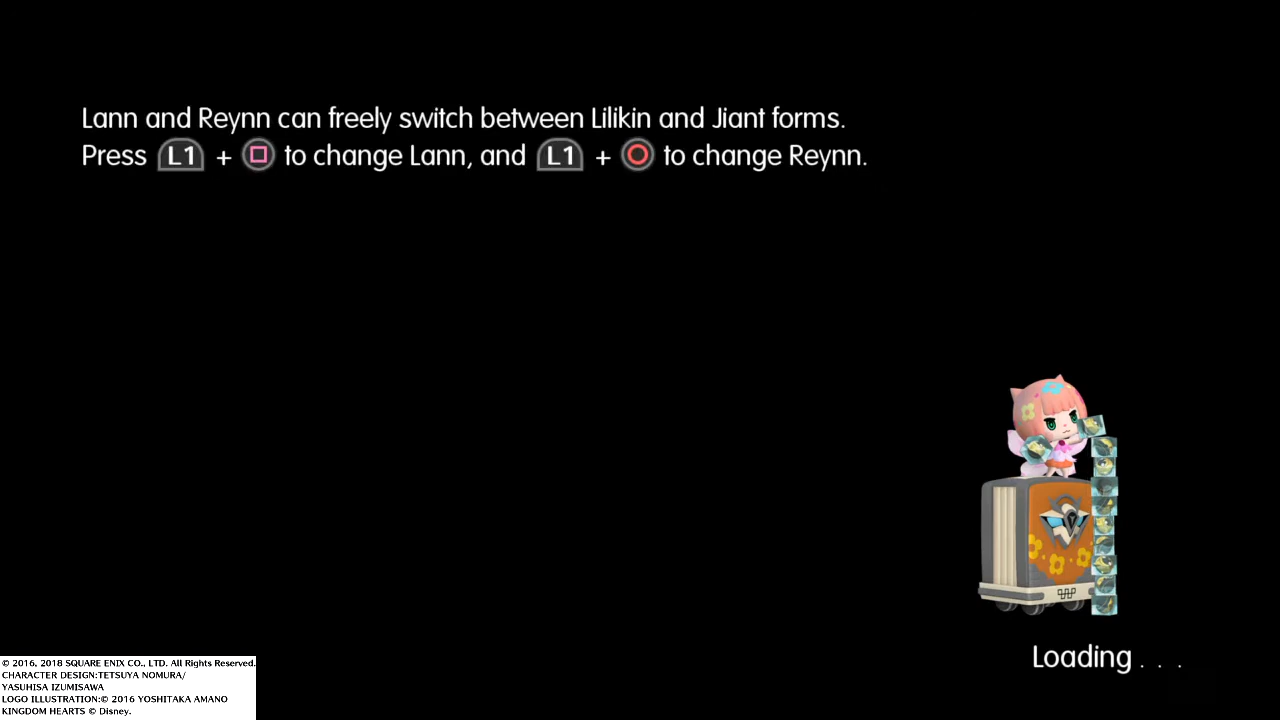 Lann and Reynn can freely switch between Lilikin and Jiant forms.
Press L1 + to change Lann, and L1 + to change Reynn.
Loading . . .
© 2016, 2018 SQUARE ENIX CO., LTD. All Rights Reserved.
CHARACTER DESIGN:TETSUYA NOMURA/
YASUHISA IZUMISAWA
LOGO ILLUSTRATION:© 2016 YOSHITAKA AMANO
KINGDOM HEARTS © Disney.